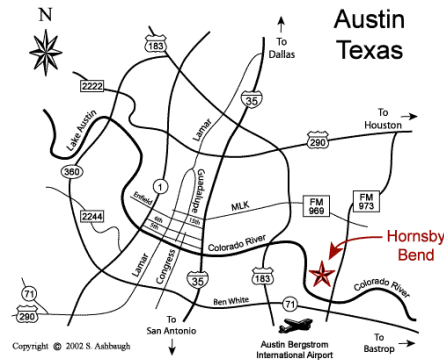 N
Austin
Texas
183
To
Dallas
2222
Lake Austin
Lamar
35
To
Houston
290
360
1
Guadalupe
Enfield
15th
MLK
FM
969
FM
973
6th
5th
2244
Colorado River
Hornsby
Bend
Lamar
Congress
35
183
Colorado River
71
290
Ben White
71
To
San Antonio
To
Bastrop
Austin Bergstrom
International Airport
Copyright © 2002 S. Ashbaugh